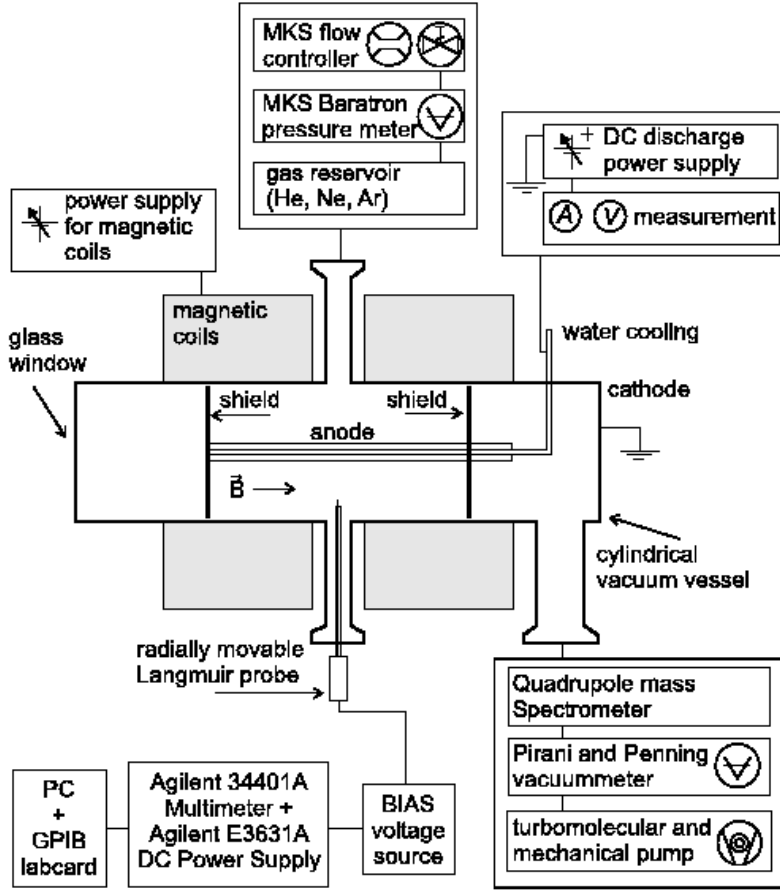 MKS flow
controller
MKS Baratron
pressure meter
gas reservoir
(He, Ne, Ar)
+ DC discharge
power supply
A V measurement
power supply
for magnetic
coils
magnetic
coils
glass
window
water cooling
cathode
shield
shield
anode
B
cylindrical
vacuum vessel
radially movable
Langmuir probe
Quadrupole mass
Spectrometer
Pirani and Penning
vacuummeter
turbomolecular and
mechanical pump
PC
+
GPIB
labcard
Agilent 34401A
Multimeter +
Agilent E3631A
DC Power Supply
BIAS
voltage
source